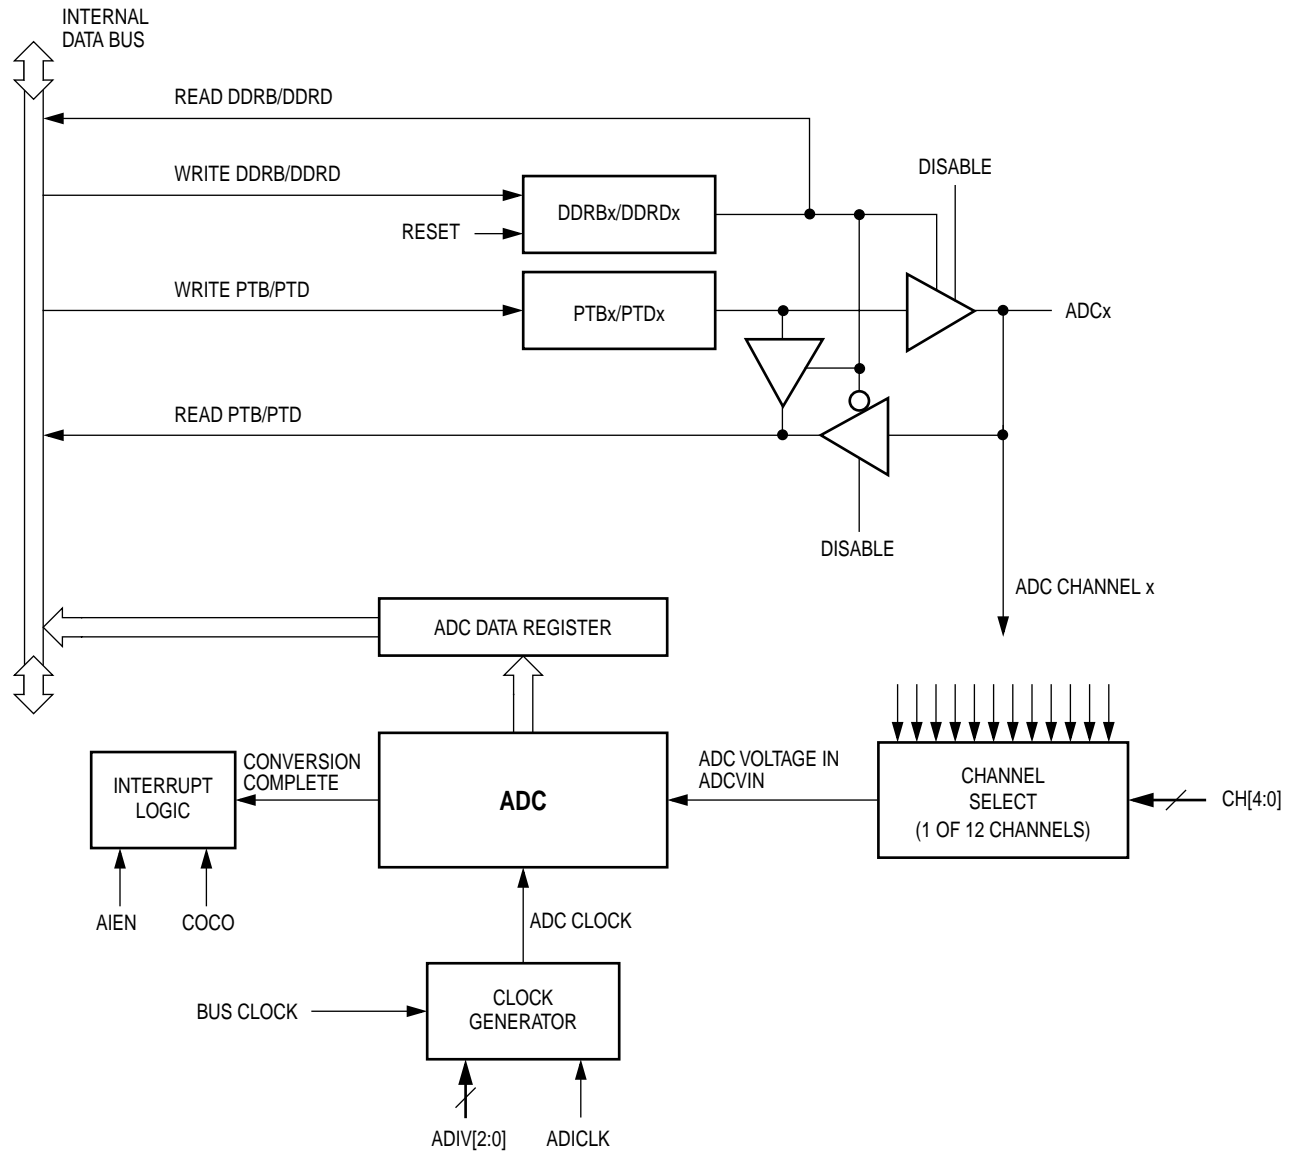 INTERNAL
DATA BUS
READ DDRB/DDRD
WRITE DDRB/DDRD
DISABLE
DDRBx/DDRDx
RESET
WRITE PTB/PTD
PTBx/PTDx
ADCx
READ PTB/PTD
DISABLE
ADC CHANNEL x
ADC DATA REGISTER
INTERRUPT
LOGIC
CONVERSION
COMPLETE
ADC
ADC VOLTAGE IN
ADCVIN
CHANNEL
SELECT
(1 OF 12 CHANNELS)
CH[4:0]
AIEN
COCO
ADC CLOCK
BUS CLOCK
CLOCK
GENERATOR
ADIV[2:0]
ADICLK